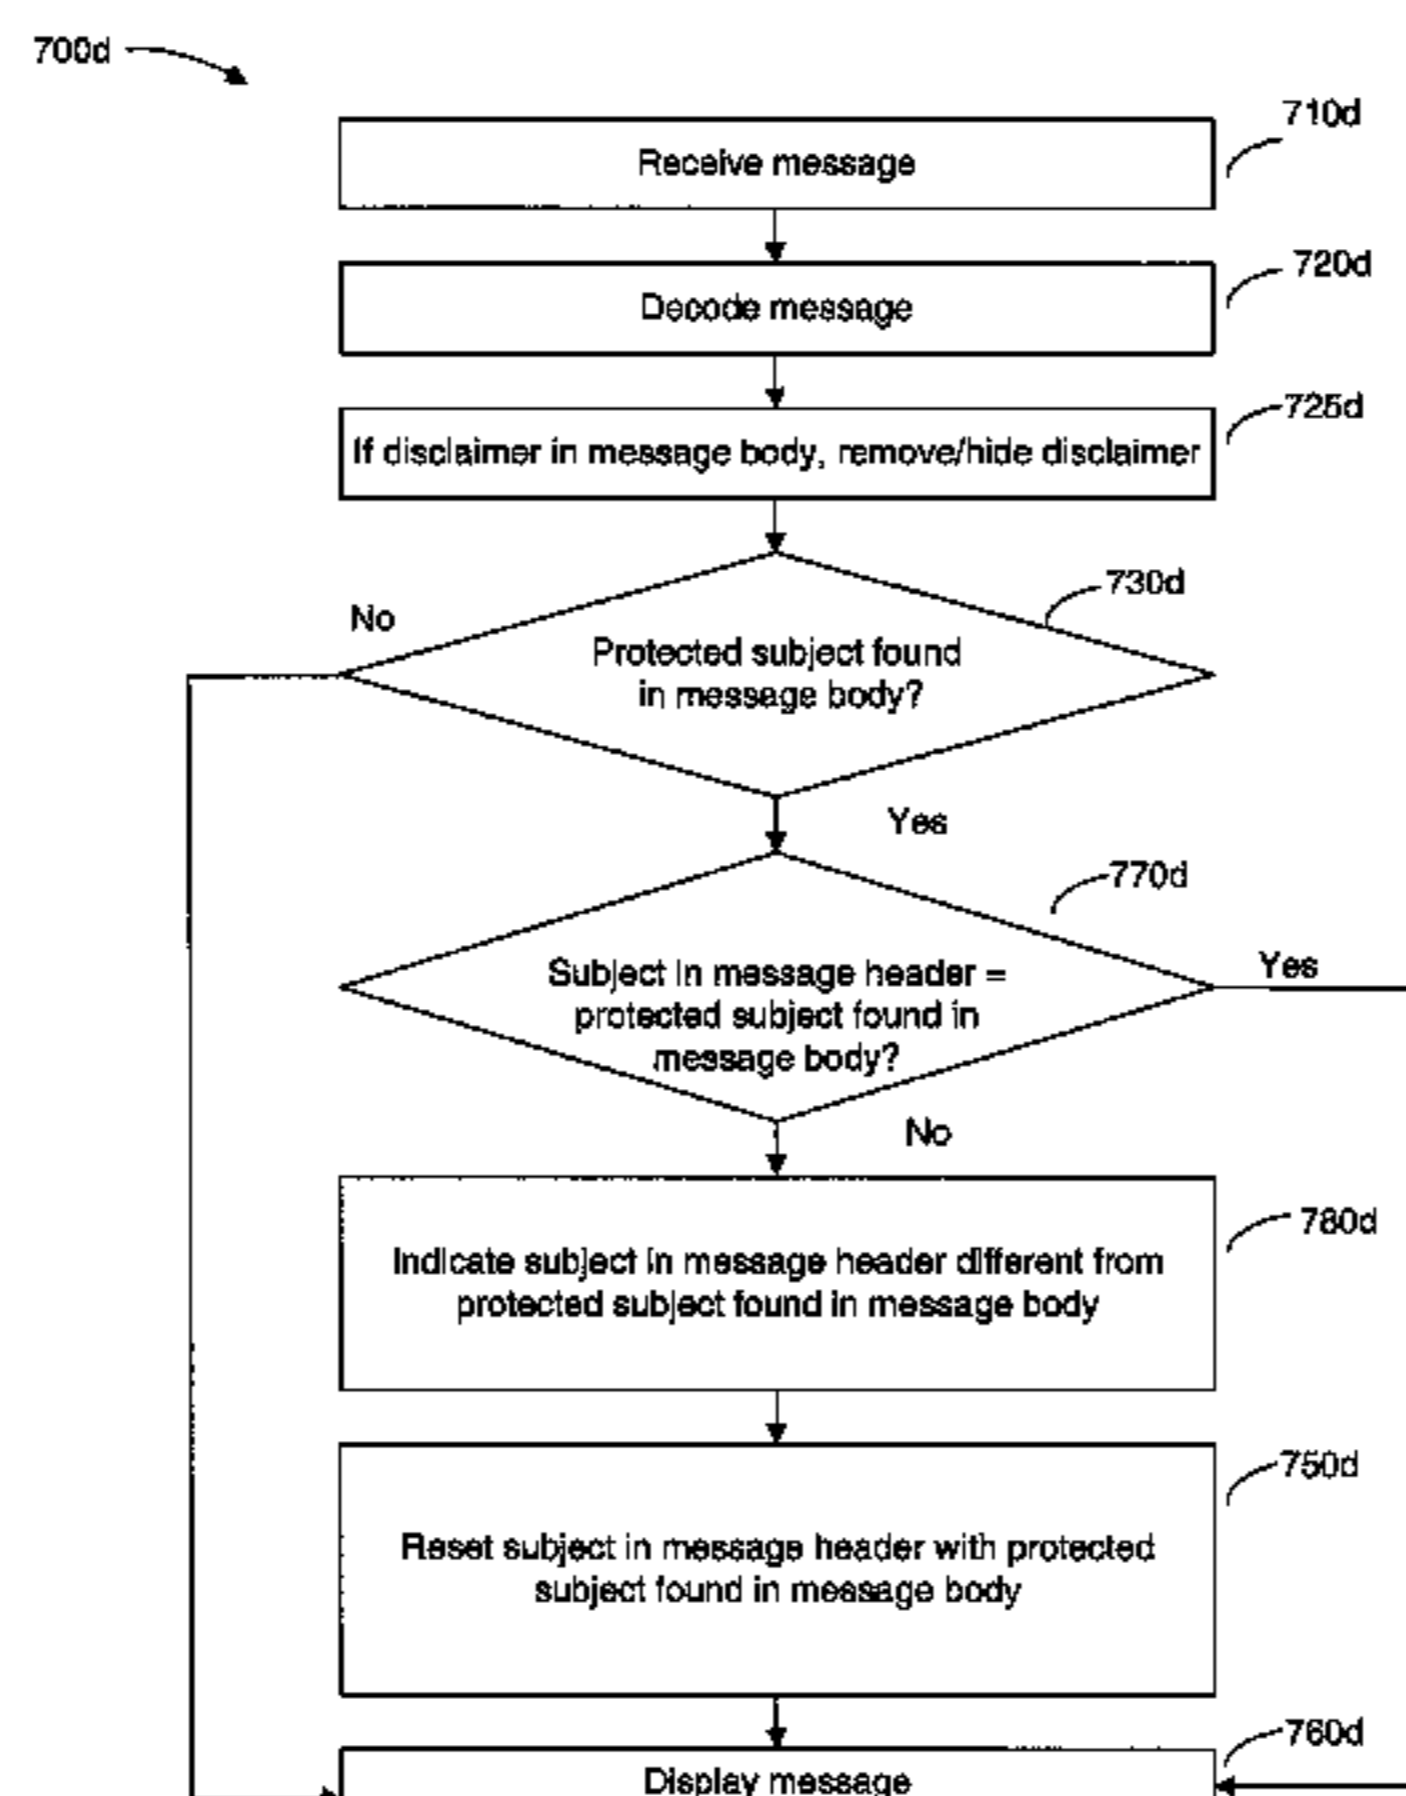 700d
710d
Receive message
720d
Decode message
725d
If disclaimer in message body, remove/hide disclaimer
730d
No
Protected subject found
in message body?
Yes
770d
Subject in message header =
protected subject found in
message body?
Yes
No
780d
Indicate subject in message header different from
protected subject found in message body
750d
Reset subject in message header with protected
subject found in message body
760d
Display message